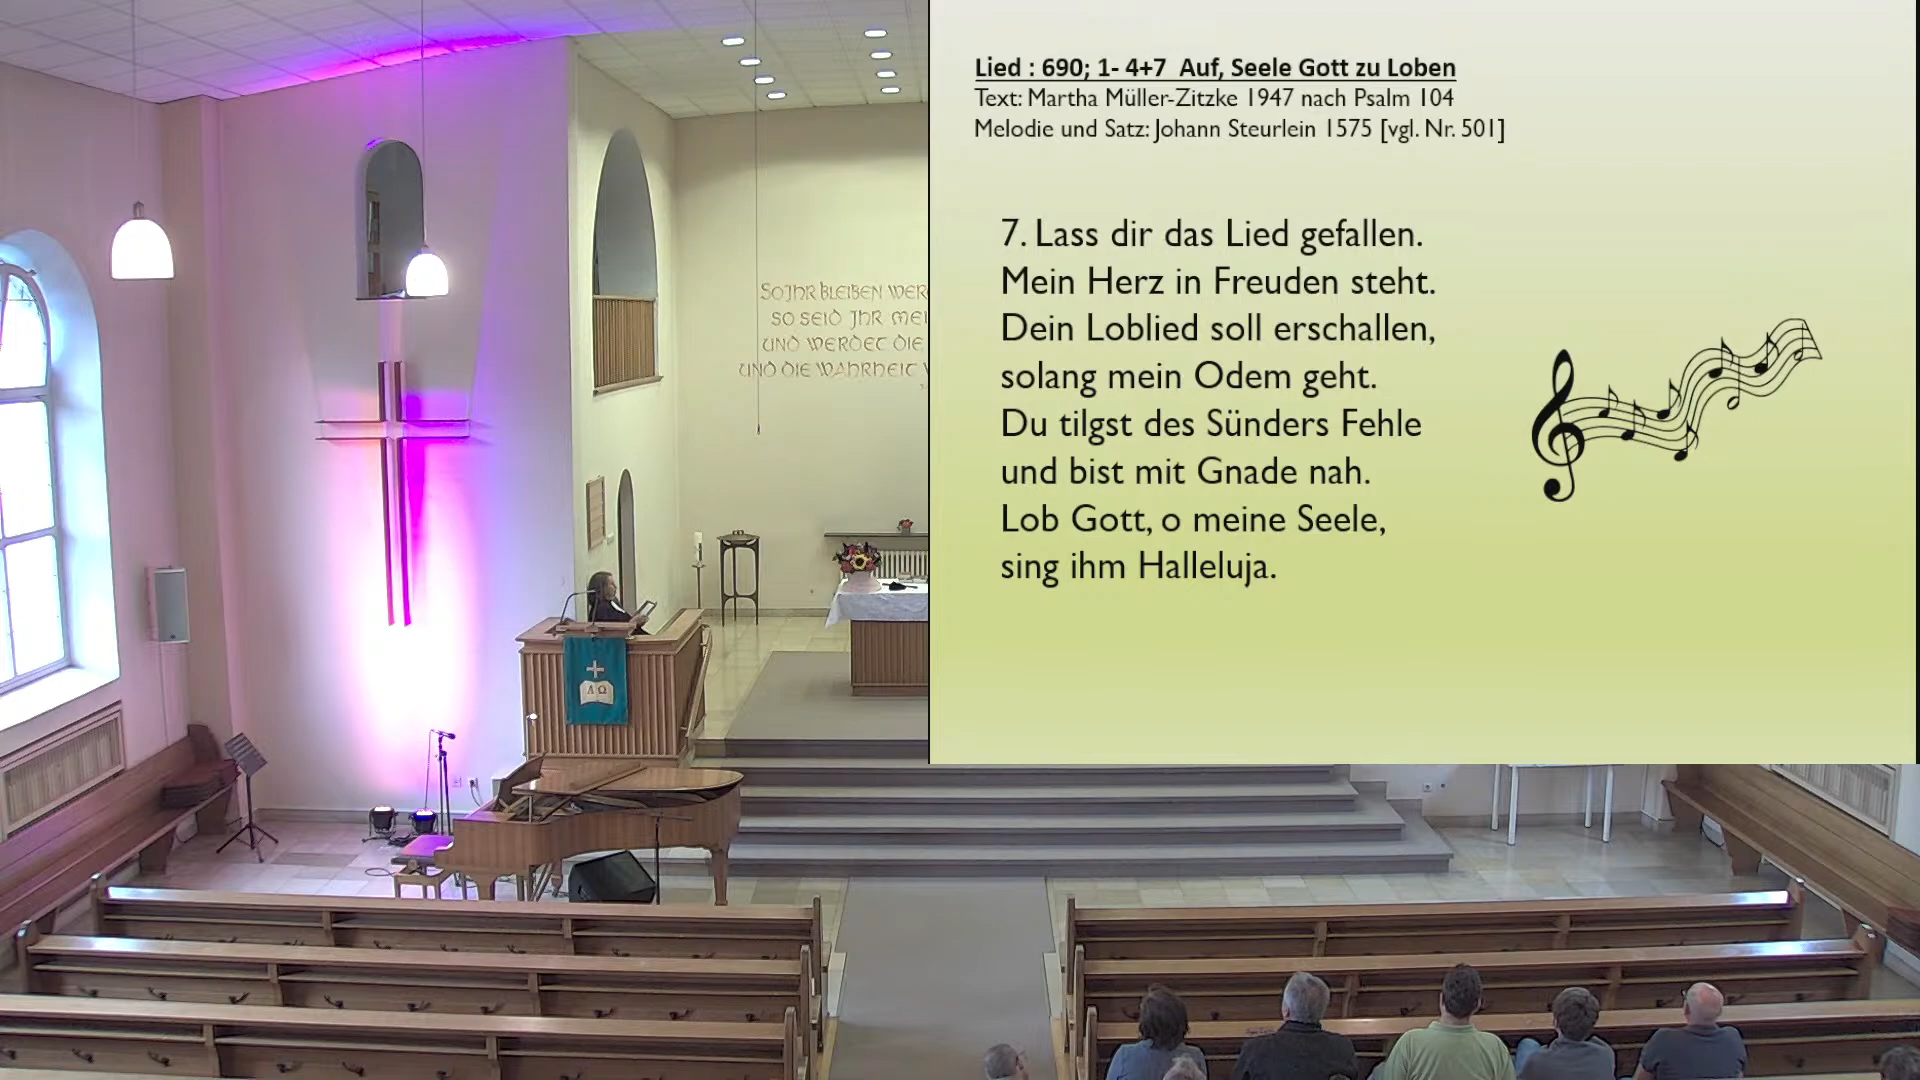 Lied : 690; 1- 4+7 Auf, Seele Gott zu Loben
Text: Martha Müller-Zitzke 1947 nach Psalm 104
Melodie und Satz: Johann Steurlein 1575 [vgl. Nr. 501]
7. Lass dir das Lied gefallen.
Mein Herz in Freuden steht.
Dein Loblied soll erschallen,
solang mein Odem geht.
Du tilgst des Sünders Fehle
und bist mit Gnade nah.
Lob Gott, o meine Seele,
sing ihm Halleluja.
SO IHR BLEIBEN WER
SO SEID IHR MEI
UND WERDET DIE
UND DIE WAHRHEIT
Α Ω